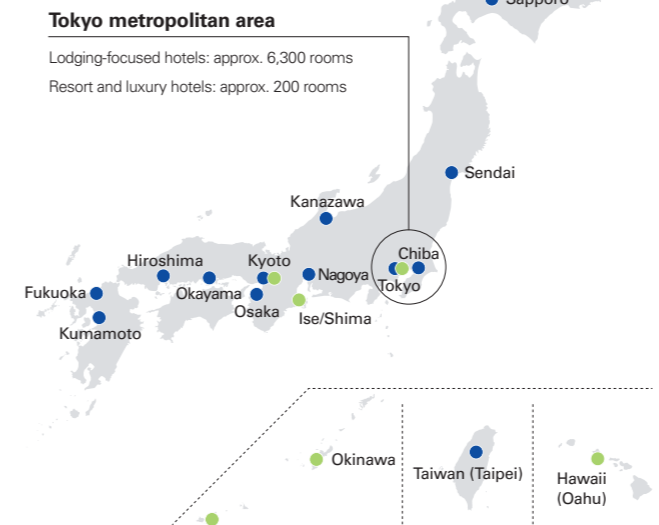 Sapporo
Tokyo metropolitan area
Lodging-focused hotels: approx. 6,300 rooms
Resort and luxury hotels: approx. 200 rooms
Sendai
Kanazawa
Chiba
Hiroshima
Kyoto
Nagoya
Tokyo
Fukuoka
Okayama
Osaka
Ise/Shima
Kumamoto
Okinawa
Taiwan (Taipei)
Hawaii
(Oahu)